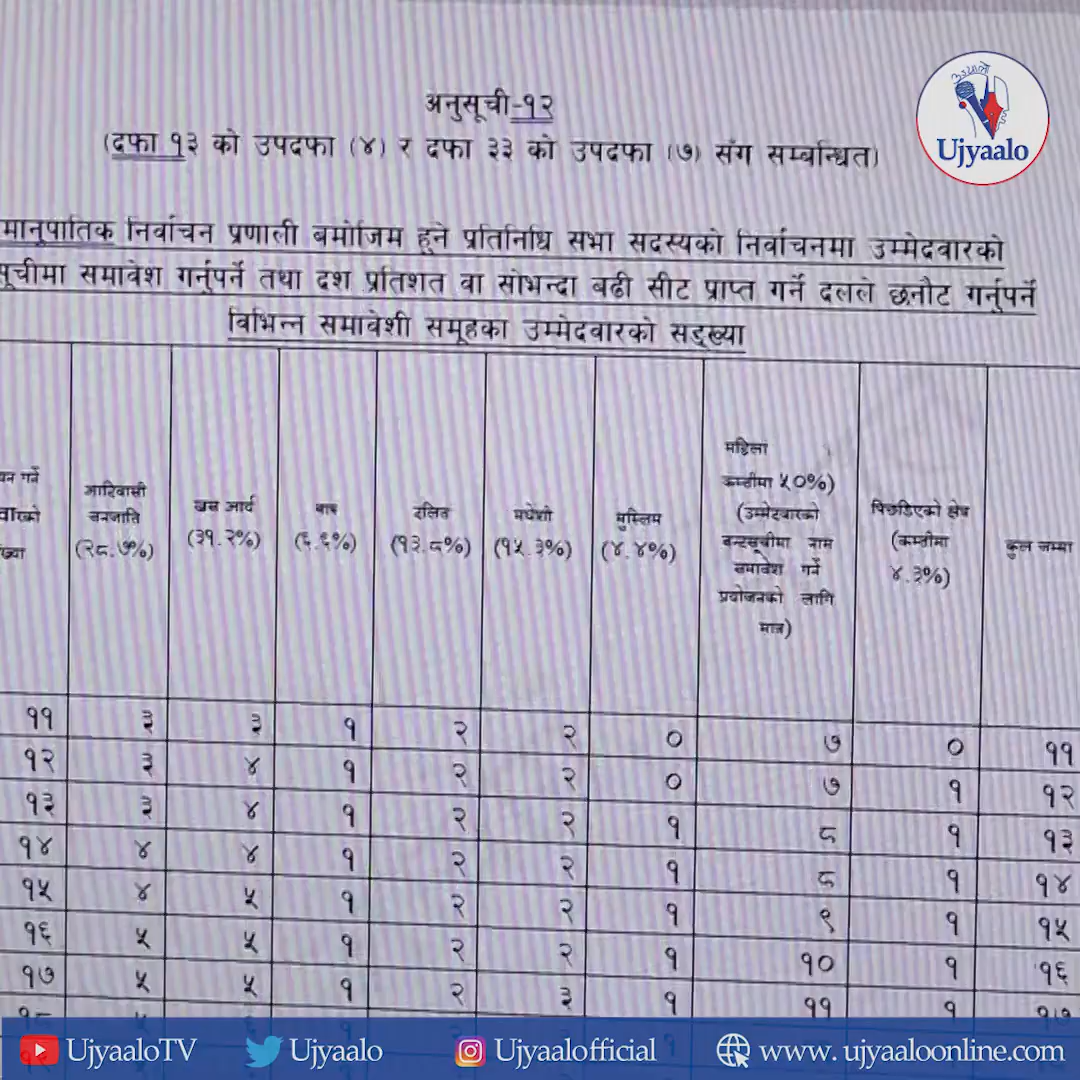 उज्यालो
Ujyaalo
अनुसूची-१२
(दफा १३ को उपदफा (४) र दफा ३३ को उपदफा (७) सँग सम्बन्धित)
मानुपातिक निर्वाचन प्रणाली बमोजिम हुने प्रतिनिधि सभा सदस्यको निर्वाचनमा उम्मेदवारको
सूचीमा समावेश गर्नुपर्ने तथा दश प्रतिशत वा सोभन्दा बढी सीट प्राप्त गर्ने दलले छनौट गर्नुपर्ने
विभिन्न समावेशी समूहका उम्मेदवारको सङ्ख्या
गर्ने
आदिवासी
जनजाति
(२८.७%)
खस आर्य
(३१.२%)
थारु
(६.६%)
दलित
(१३.८%)
मधेशी
(१५.३%)
मुस्लिम
(४.४%)
महिला
कम्तीमा ५०%)
(उम्मेदवारको
बन्दसूचीमा नाम
समावेश गर्ने
प्रयोजनको लागि
मात्र)
पिछडिएको क्षेत्र
(कम्तीमा
४.३%)
कुल जम्मा
११ ३ ३ १ २ २ ० ७ ० ११
१२ ३ ४ १ २ २ ० ७ १ १२
१३ ३ ४ १ २ २ १ ८ १ १३
१४ ४ ४ १ २ २ १ ८ १ १४
१५ ४ ५ १ २ २ १ ९ १ १५
१६ ५ ५ १ २ २ १ १० १ १६
१७ ५ ५ १ २ ३ १ ११ १ १७
UjyaaloTV Ujyaalo Ujyaalofficial www. ujyaaloonline.com